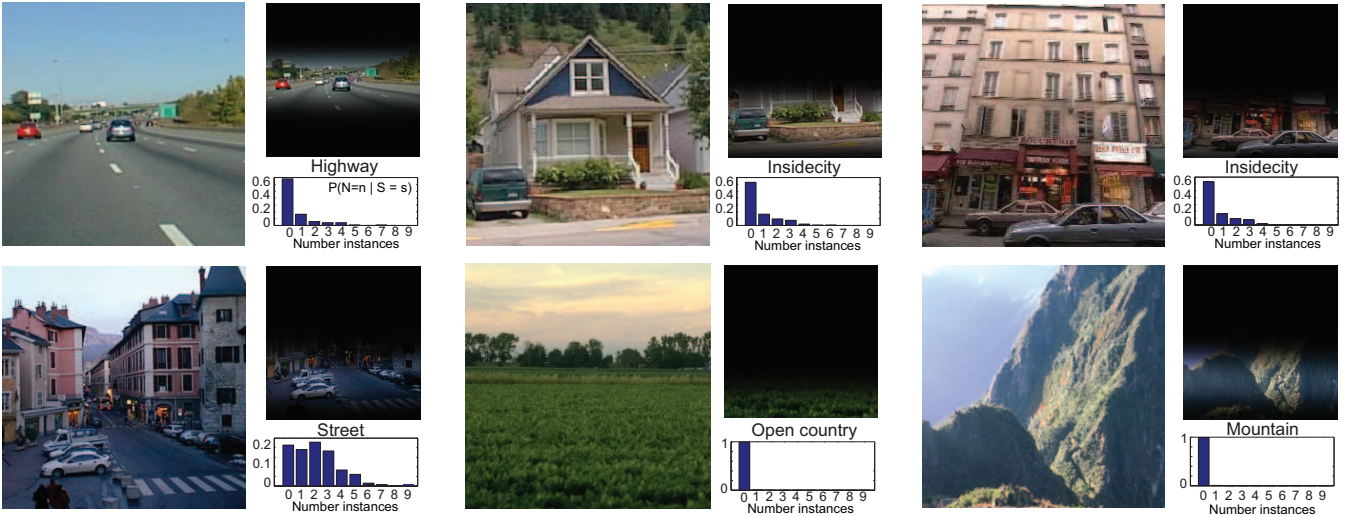 Highway
0.6
P(N=n | S = s)
0.4
0.2
0
0 1 2 3 4 5 6 7 8 9
Number instances
Insidecity
0.6
0.4
0.2
0
0 1 2 3 4 5 6 7 8 9
Number instances
BOUCHERIE
Insidecity
0.6
0.4
0.2
0
0 1 2 3 4 5 6 7 8 9
Number instances
Street
0.2
0.1
0
0 1 2 3 4 5 6 7 9
Number instances
Open country
1
0
0 1 2 3 4 5 6 7 8 9
Number instances
Mountain
1
0
0 1 2 3 4 5 6 7 8 9
Number instances